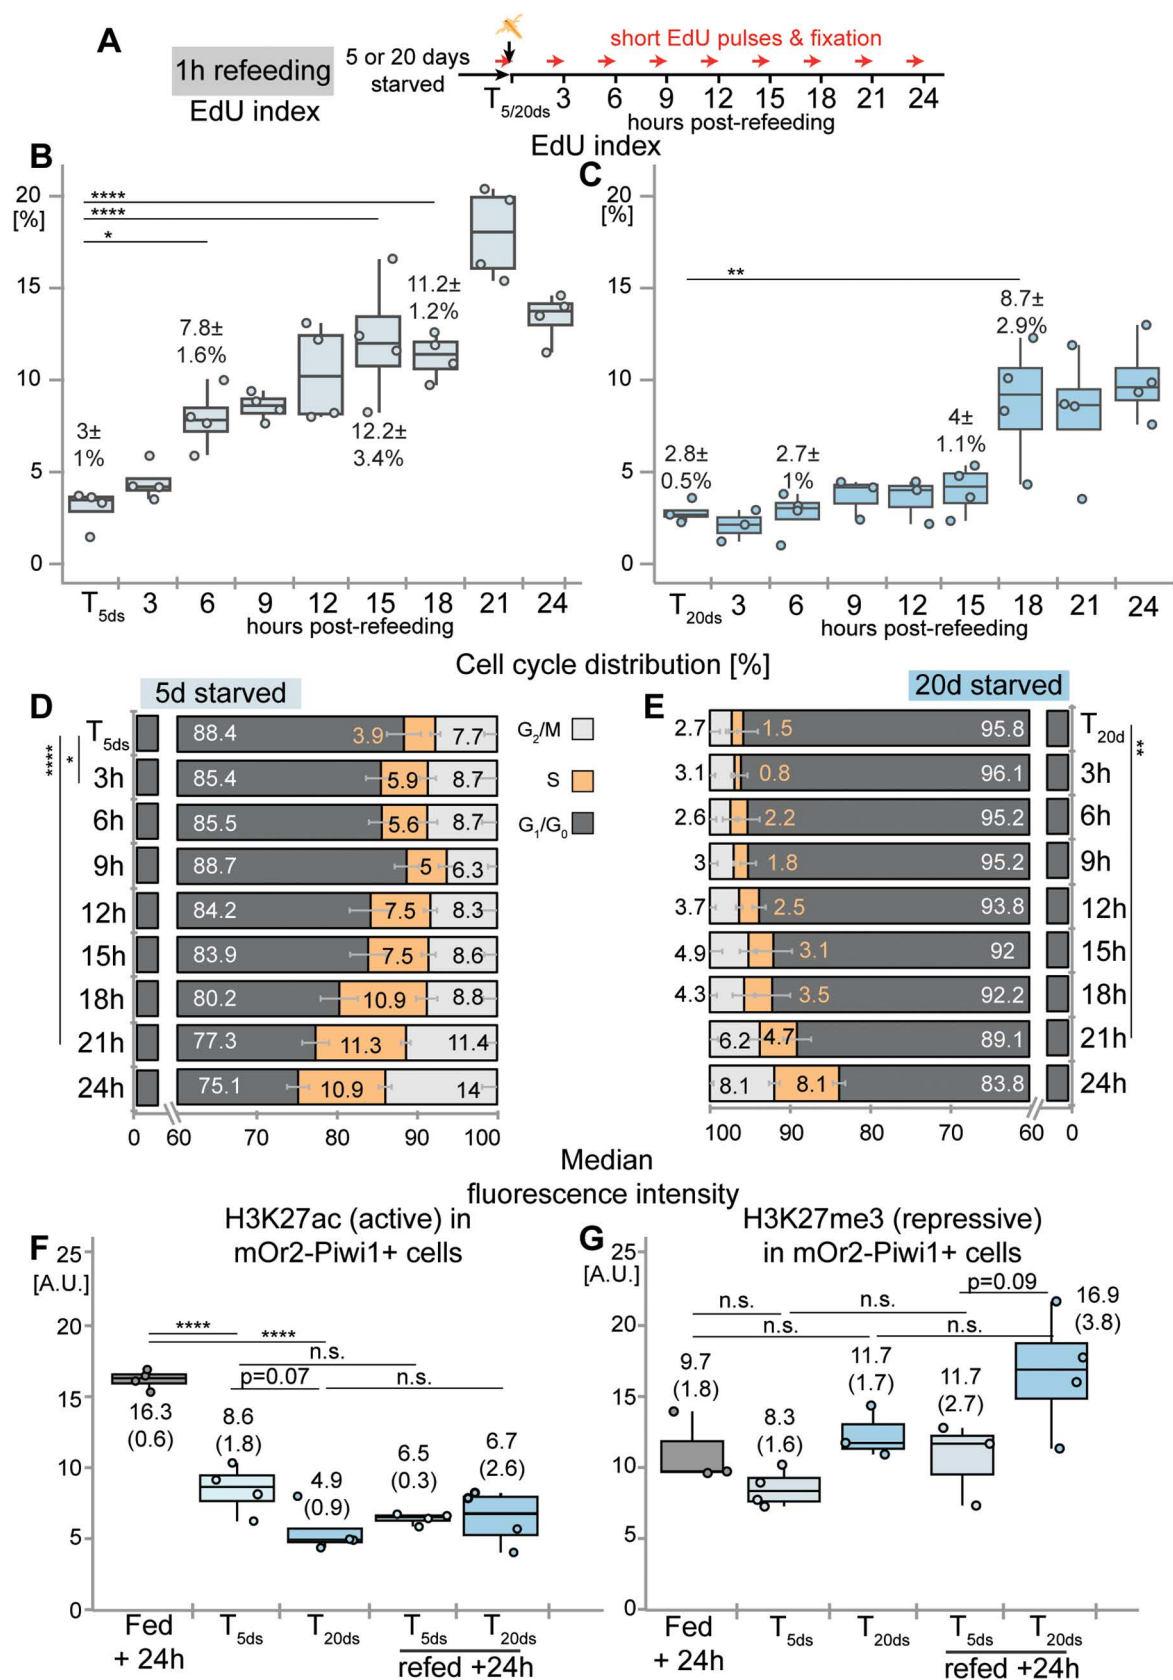 A
1h refeeding
EdU index
5 or 20 days
starved
short EdU pulses & fixation
T5/20ds 3 6 9 12 15 18 21 24
hours post-refeeding
EdU index
B
20
[%]
15
10
5
0
****
****
*
3±
1%
7.8±
1.6%
12.2±
3.4%
11.2±
1.2%
T5ds 3 6 9 12 15 18 21 24
hours post-refeeding
C
20
[%]
15
10
5
0
**
2.8±
0.5%
2.7±
1%
4±
1.1%
8.7±
2.9%
T20ds 3 6 9 12 15 18 21 24
hours post-refeeding
Cell cycle distribution [%]
D
5d starved
****
*
T5ds 88.4 3.9 7.7
3h 85.4 5.9 8.7
6h 85.5 5.6 8.7
9h 88.7 5 6.3
12h 84.2 7.5 8.3
15h 83.9 7.5 8.6
18h 80.2 10.9 8.8
21h 77.3 11.3 11.4
24h 75.1 10.9 14
0 60 70 80 90 100
G2/M
S
G1/G0
20d starved
E
2.7 1.5 95.8 T20d
3.1 0.8 96.1 3h
2.6 2.2 95.2 6h
3 1.8 95.2 9h
3.7 2.5 93.8 12h
4.9 3.1 92 15h
4.3 3.5 92.2 18h
6.2 4.7 89.1 21h
8.1 8.1 83.8 24h
**
100 90 80 70 60 0
Median
fluorescence intensity
F
H3K27ac (active) in
mOr2-Piwi1+ cells
25
[A.U.]
20
15
10
5
0
****
****
n.s.
p=0.07
n.s.
16.3
(0.6)
8.6
(1.8)
4.9
(0.9)
6.5
(0.3)
6.7
(2.6)
Fed
+ 24h
T5ds
T20ds
T5ds
T20ds
refed +24h
G
H3K27me3 (repressive)
in mOr2-Piwi1+ cells
25
[A.U.]
20
15
10
5
0
p=0.09
n.s.
n.s.
n.s.
n.s.
9.7
(1.8)
8.3
(1.6)
11.7
(1.7)
11.7
(2.7)
16.9
(3.8)
Fed
+ 24h
T5ds
T20ds
T5ds
T20ds
refed +24h